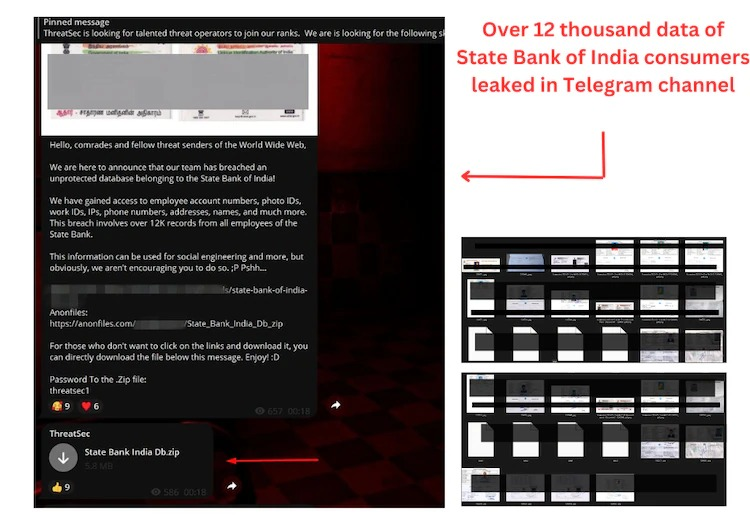 Pinned message
ThreatSec is looking for talented threat operators to join our ranks. We are is looking for the following sk
ஆதார் - சாதாரண மனிதனின் அதிகாரம்
Hello, comrades and fellow threat senders of the World Wide Web,
We are here to announce that our team has breached an
unprotected database belonging to the State Bank of India!
We have gained access to employee account numbers, photo IDs,
work IDs, IPs, phone numbers, addresses, names, and much more.
This breach involves over 12K records from all employees of the
State Bank.
This information can be used for social engineering and more, but
obviously, we aren't encouraging you to do so. ;P Pshh...
ls/state-bank-of-india-
Anonfiles:
https://anonfiles.com/ /State_Bank_India_Db_zip
For those who don't want to click on the links and download it, you
can directly download the file below this message. Enjoy! :D
Password To the .Zip file:
threatsec1
9 6
657 00:18
ThreatSec
State Bank India Db.zip
5.8 MB
9
586 00:18
Over 12 thousand data of
State Bank of India consumers
leaked in Telegram channel